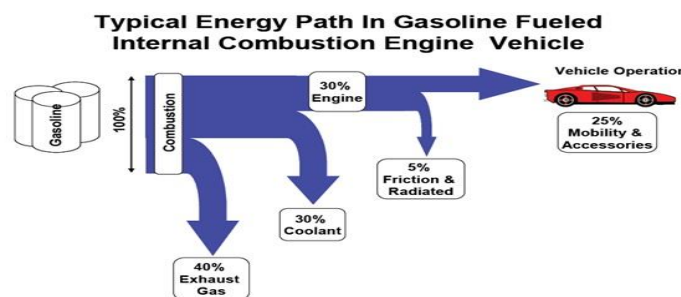 Typical Energy Path In Gasoline Fueled
Internal Combustion Engine Vehicle
Gasoline
100%
Combustion
30%
Engine
Vehicle Operation
25%
Mobility &
Accessories
5%
Friction &
Radiated
30%
Coolant
40%
Exhaust
Gas